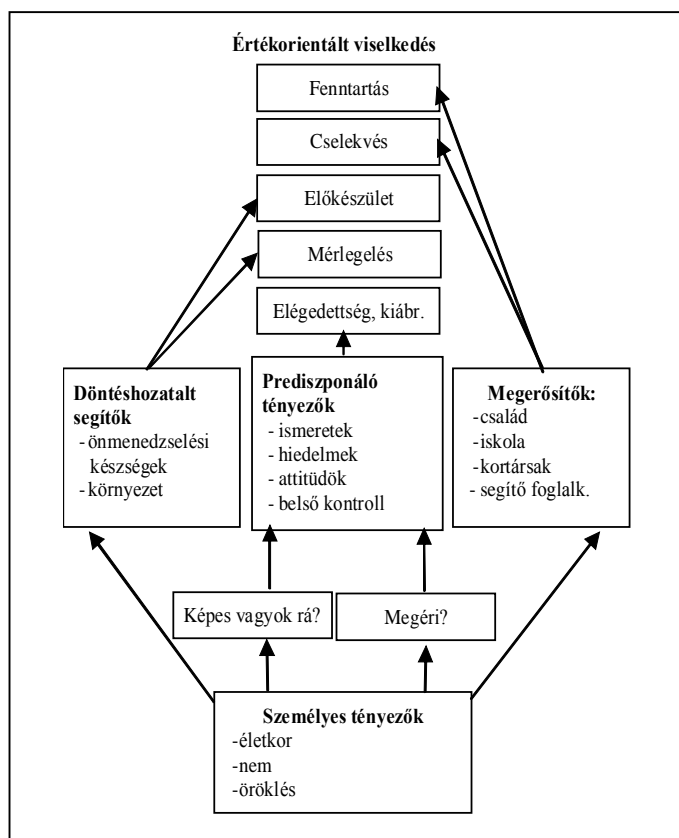 Értékorientált viselkedés
Fenntartás
Cselekvés
Előkészület
Mérlegelés
Elégedettség, kiábr.
Döntéshozatalt
segítők
- önmenedzselési
készségek
- környezet
Prediszponáló
tényezők
- ismeretek
- hiedelmek
- attitüdök
- belső kontroll
Megerősítők:
-család
-iskola
-kortársak
- segítő foglalk.
Képes vagyok rá?
Megéri?
Személyes tényezők
-életkor
-nem
-öröklés